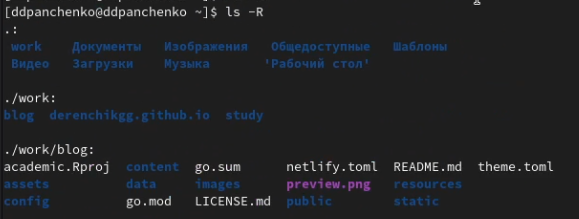 [ddpanchenko@ddpanchenko ~]$ ls -R
.:
work Документы Изображения Общедоступные Шаблоны
Видео Загрузки Музыка 'Рабочий стол'
./work:
blog derenchikgg.github.io study
./work/blog:
academic.Rproj content go.sum netlify.toml README.md theme.toml
assets data images preview.png resources
config go.mod LICENSE.md public static